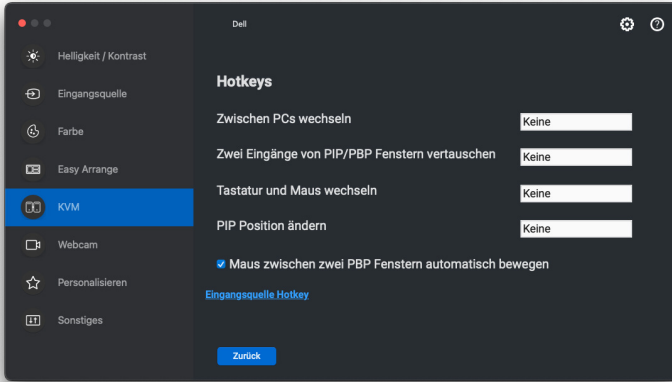 Dell
Helligkeit / Kontrast
Eingangsquelle
Farbe
Easy Arrange
KVM
Webcam
Personalisieren
Sonstiges
Hotkeys
Zwischen PCs wechseln
Keine
Zwei Eingänge von PIP/PBP Fenstern vertauschen
Keine
Tastatur und Maus wechseln
Keine
PIP Position ändern
Keine
Maus zwischen zwei PBP Fenstern automatisch bewegen
Eingangsquelle Hotkey
Zurück